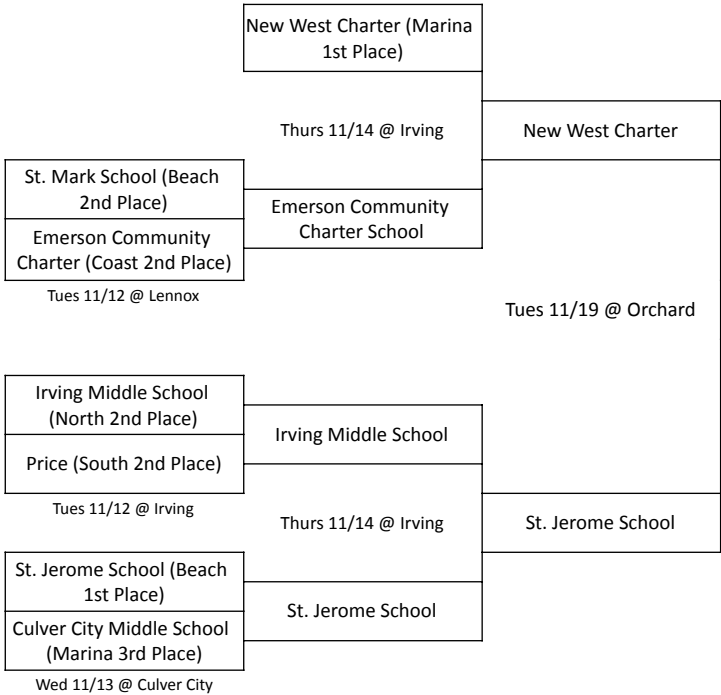 New West Charter (Marina
1st Place)
Thurs 11/14 @ Irving
New West Charter
St. Mark School (Beach
2nd Place)
Emerson Community
Charter School
Emerson Community
Charter (Coast 2nd Place)
Tues 11/12 @ Lennox
Tues 11/19 @ Orchard
Irving Middle School
(North 2nd Place)
Irving Middle School
Price (South 2nd Place)
Tues 11/12 @ Irving
Thurs 11/14 @ Irving
St. Jerome School
St. Jerome School (Beach
1st Place)
St. Jerome School
Culver City Middle School
(Marina 3rd Place)
Wed 11/13 @ Culver City